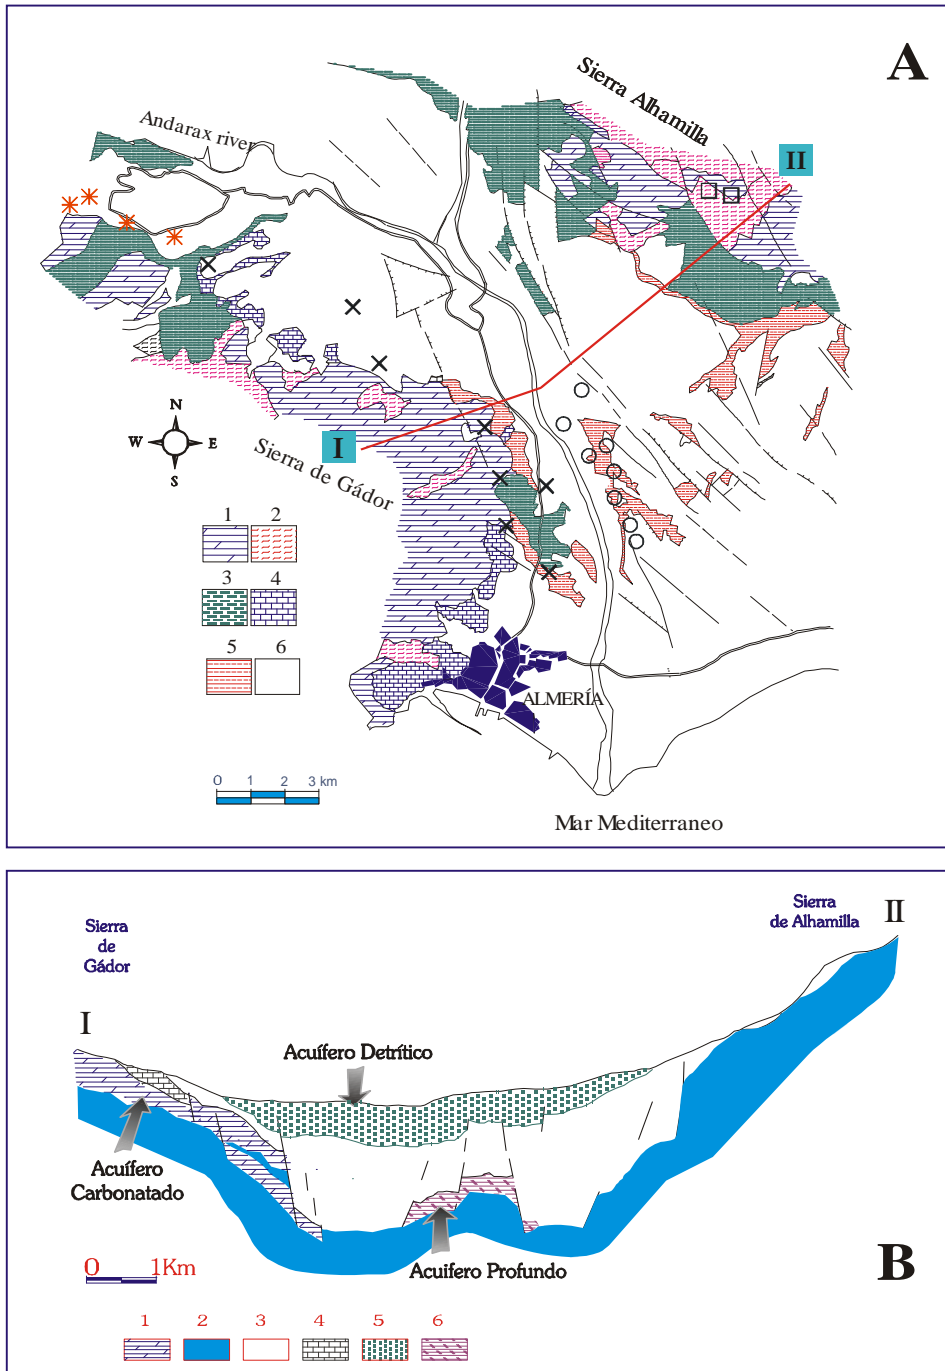 A
Sierra Alhamilla
Andarax river
II
N
W E
S
I
Sierra de Gádor
1 2
3 4
5 6
ALMERÍA
0 1 2 3 km
Mar Mediterraneo
Sierra
de
Gádor
Sierra
de Alhamilla
II
I
Acuífero Detrítico
Acuífero
Carbonatado
Acuifero Profundo
0 1Km
B
1 2 3 4 5 6